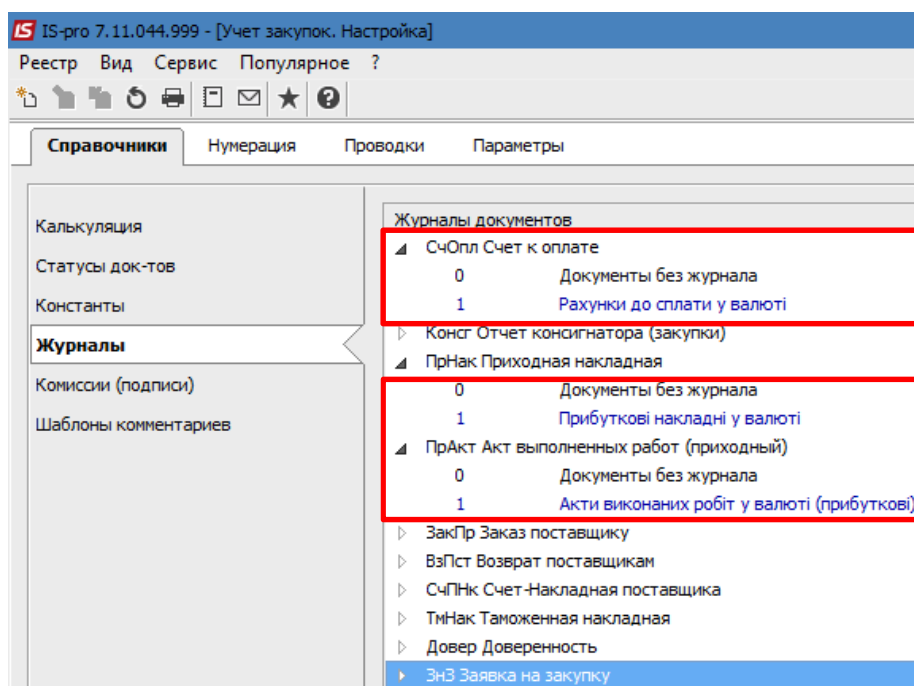 IS IS-pro 7.11.044.999 - [Учет закупок. Настройка]
Реестр Вид Сервис Популярное ?
Справочники Нумерация Проводки Параметры
Калькуляция
Статусы док-тов
Константы
Журналы
Комиссии (подписи)
Шаблоны комментариев
Журналы документов
СчОпл Счет к оплате
0 Документы без журнала
1 Рахунки до сплати у валюті
Консг Отчет консигнатора (закупки)
ПрНак Приходная накладная
0 Документы без журнала
1 Прибуткові накладні у валюті
ПрАкт Акт выполненных работ (приходный)
0 Документы без журнала
1 Акти виконаних робіт у валюті (прибуткові)
ЗакПр Заказ поставщику
ВзПст Возврат поставщикам
СчПНк Счет-Накладная поставщика
ТмНак Таможенная накладная
Довер Доверенность
ЗнЗ Заявка на закупку